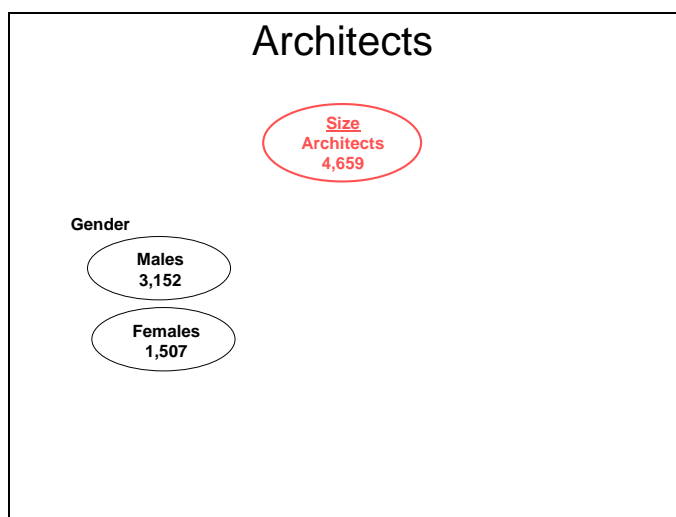 Architects
Size
Architects
4,659
Gender
Males
3,152
Females
1,507